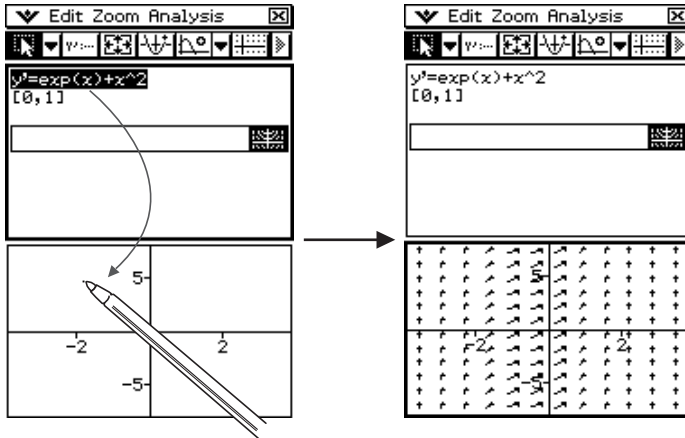 Edit Zoom Analysis
y'=exp(x)+x^2
[0,1]
5
-2 2
-5
Edit Zoom Analysis
y'=exp(x)+x^2
[0,1]
5
-2 2
-5